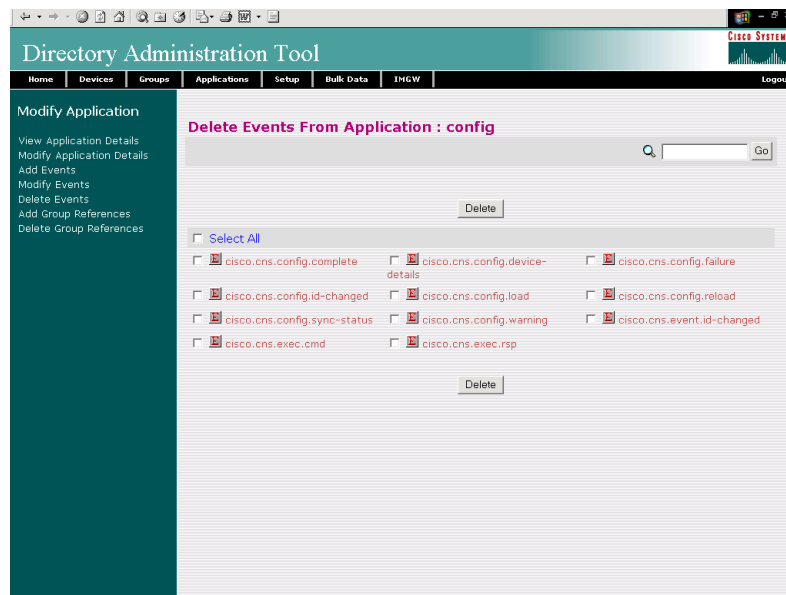 CISCO SYSTEM
Directory Administration Tool
Home Devices Groups Applications Setup Bulk Data IMGW Logou
Modify Application
View Application Details
Modify Application Details
Add Events
Modify Events
Delete Events
Add Group References
Delete Group References
Delete Events From Application : config
Go
Delete
Select All
E cisco.cns.config.complete E cisco.cns.config.device- E cisco.cns.config.failure
details
E cisco.cns.config.id-changed E cisco.cns.config.load E cisco.cns.config.reload
E cisco.cns.config.sync-status E cisco.cns.config.warning E cisco.cns.event.id-changed
E cisco.cns.exec.cmd E cisco.cns.exec.rsp
Delete